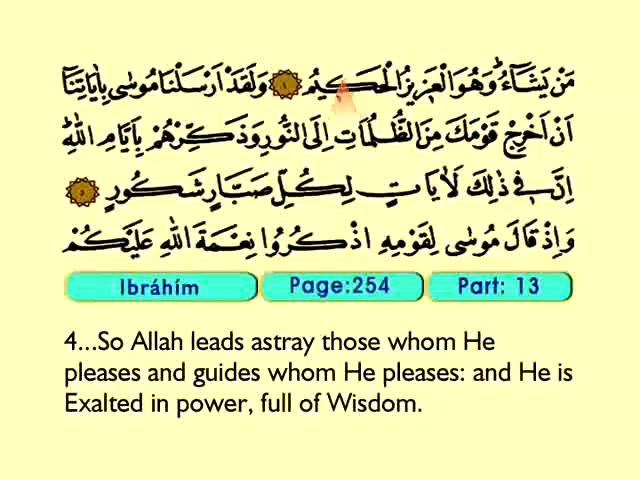 مَنْ يَشَآءُ وَهُوَ الْعَزِيزُ الْحَكِيمُ ٤ وَلَقَدْ اَرْسَلْنَا مُوسٰى بِاٰيَاتِنَآ
اَنْ اَخْرِجْ قَوْمَكَ مِنَ الظُّلُمَاتِ اِلَى النُّورِ وَذَكِّرْهُمْ بِاَيَّامِ اللّٰهِ
اِنَّ فِي ذٰلِكَ لَاٰيَاتٍ لِكُلِّ صَبَّارٍ شَكُورٍ ٥
وَاِذْ قَالَ مُوسٰى لِقَوْمِهِ اذْكُرُوا نِعْمَةَ اللّٰهِ عَلَيْكُمْ
Ibráhím Page:254 Part: 13
4...So Allah leads astray those whom He
pleases and guides whom He pleases: and He is
Exalted in power, full of Wisdom.